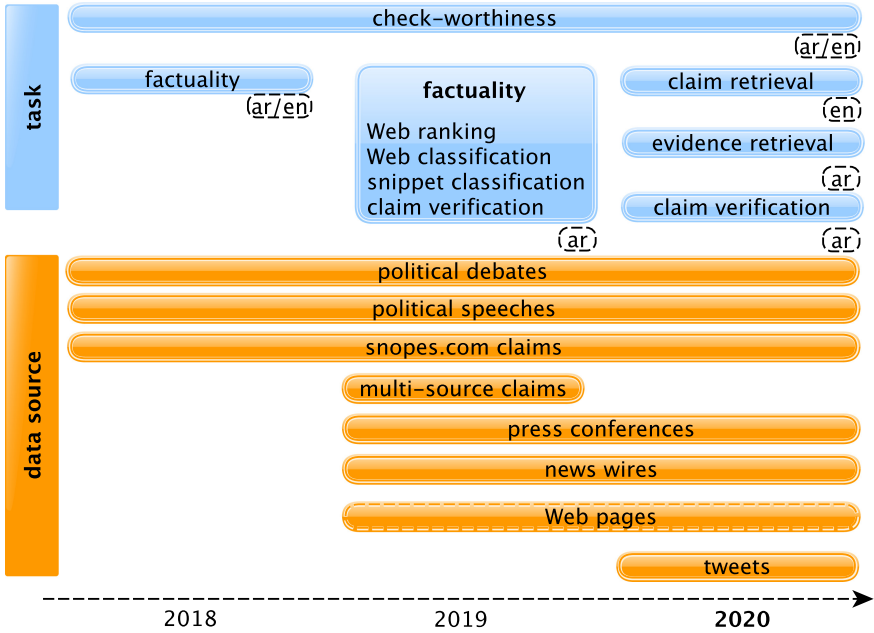 task
check-worthiness
(ar/en)
factuality
(ar/en)
factuality
Web ranking
Web classification
snippet classification
claim verification
(ar)
claim retrieval
(en)
evidence retrieval
(ar)
claim verification
(ar)
data source
political debates
political speeches
snopes.com claims
multi-source claims
press conferences
news wires
Web pages
tweets
2018
2019
2020